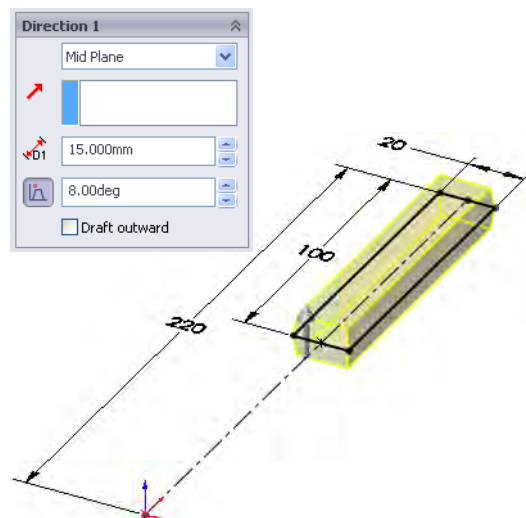 Direction 1
Mid Plane
D1
15.000mm
8.00deg
Draft outward
20
100
220